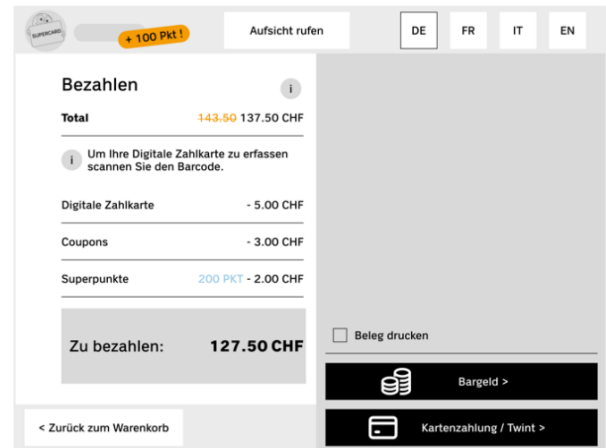 SUPERCARD
+ 100 Pkt !
Aufsicht rufen
DE
FR
IT
EN
Bezahlen
i
Total 143.50 137.50 CHF
i Um Ihre Digitale Zahlkarte zu erfassen
scannen Sie den Barcode.
Digitale Zahlkarte - 5.00 CHF
Coupons - 3.00 CHF
Superpunkte 200 PKT - 2.00 CHF
Zu bezahlen: 127.50 CHF
Beleg drucken
Bargeld >
< Zurück zum Warenkorb
Kartenzahlung / Twint >